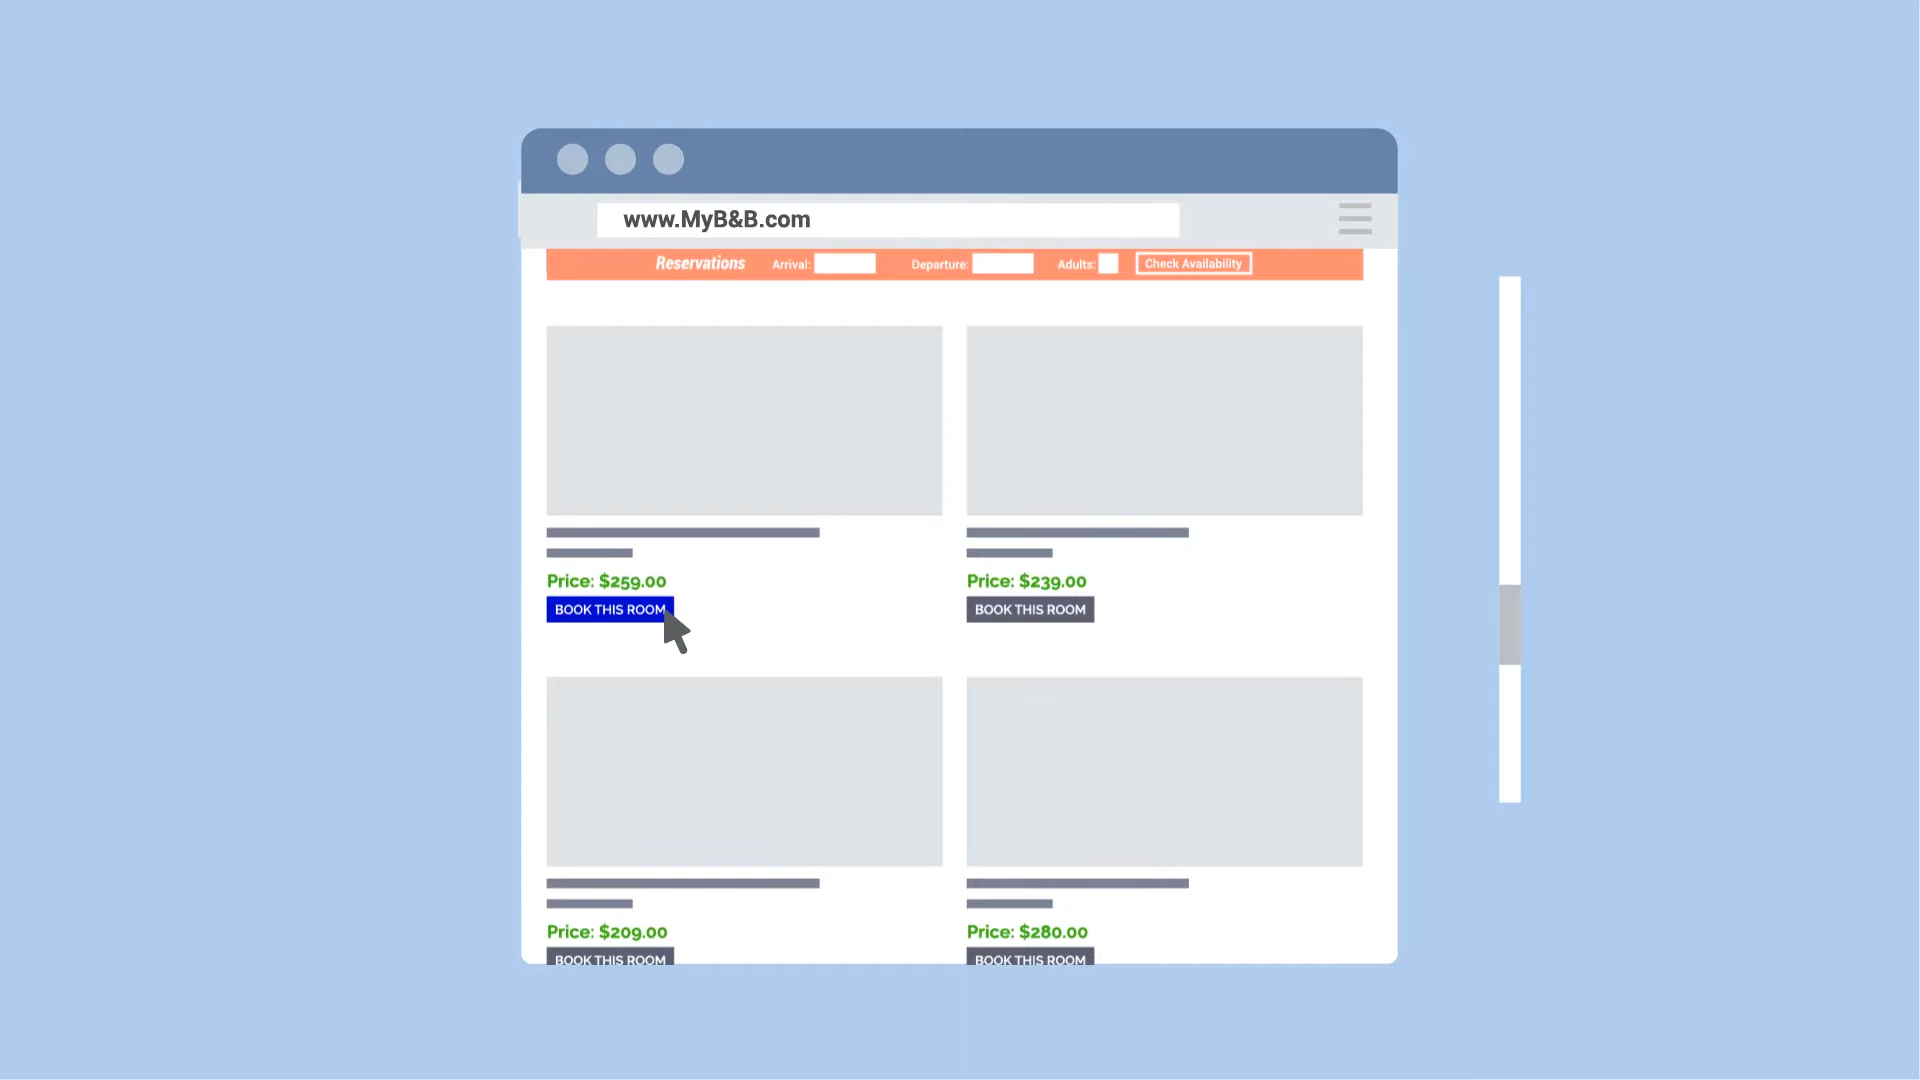 www.MyB&B.com
Reservations Arrival: Departure: Adults: Check Availability
Price: $259.00
BOOK THIS ROOM
Price: $239.00
BOOK THIS ROOM
Price: $209.00
BOOK THIS ROOM
Price: $280.00
BOOK THIS ROOM